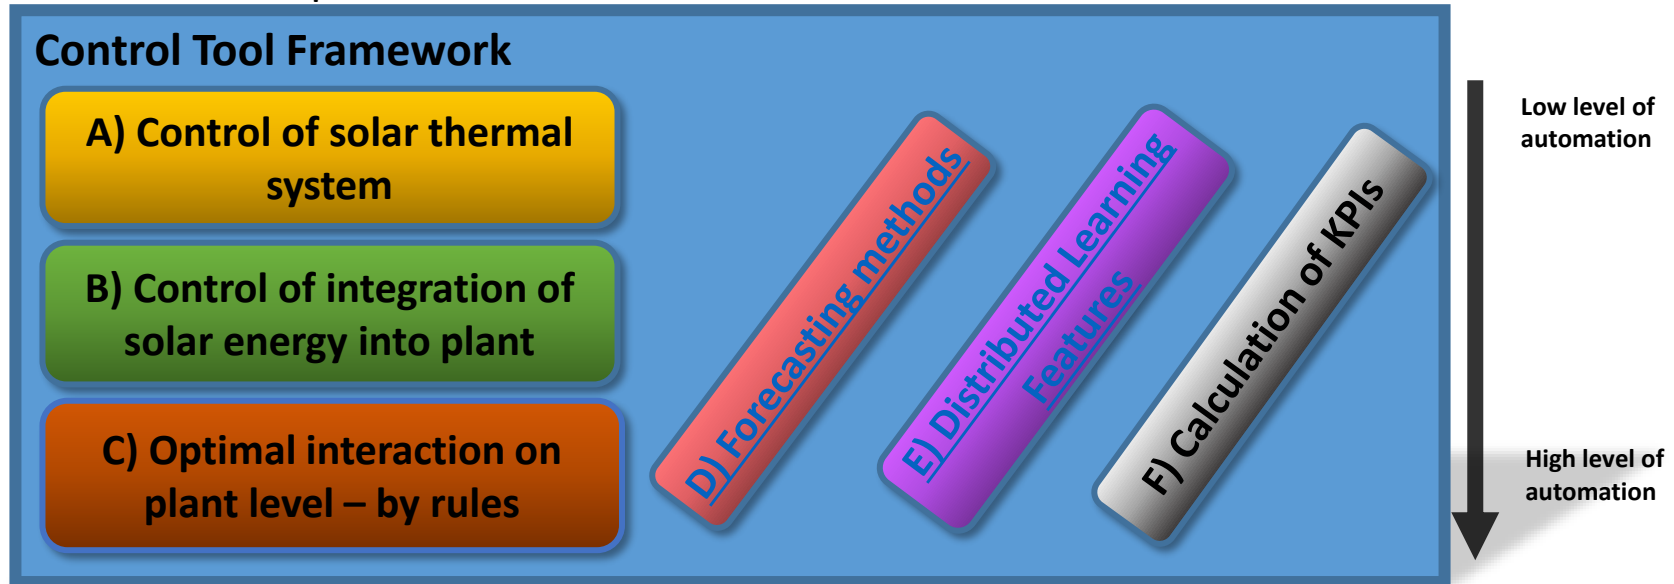 Control Tool Framework
A) Control of solar thermal
system
B) Control of integration of
solar energy into plant
C) Optimal interaction on
plant level – by rules
D) Forecasting methods
E) Distributed Learning
Features
F) Calculation of KPIs
Low level of
automation
High level of
automation